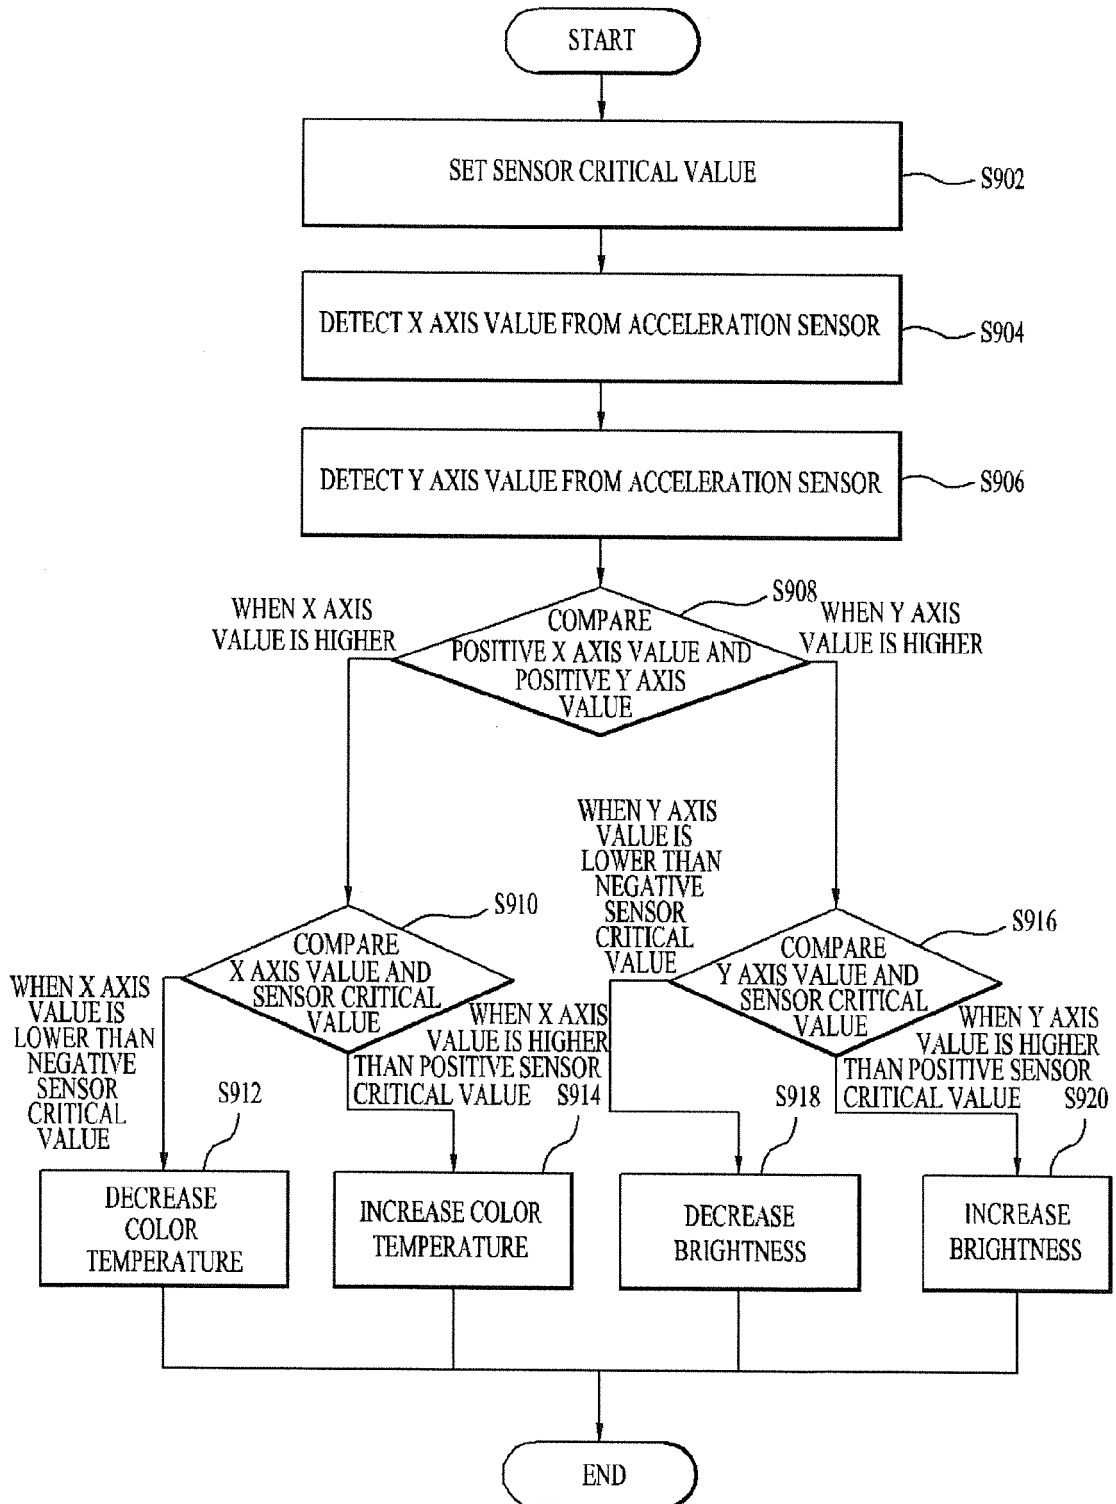 START
SET SENSOR CRITICAL VALUE
S902
DETECT X AXIS VALUE FROM ACCELERATION SENSOR
S904
DETECT Y AXIS VALUE FROM ACCELERATION SENSOR
S906
WHEN X AXIS
VALUE IS HIGHER
S908
COMPARE
POSITIVE X AXIS VALUE AND
POSITIVE Y AXIS
VALUE
WHEN Y AXIS
VALUE IS HIGHER
S910
COMPARE
X AXIS VALUE AND
SENSOR CRITICAL
VALUE
WHEN X AXIS
VALUE IS
LOWER THAN
NEGATIVE
SENSOR
CRITICAL
VALUE
WHEN X AXIS
VALUE IS HIGHER
THAN POSITIVE SENSOR
CRITICAL VALUE
WHEN Y AXIS
VALUE IS
LOWER THAN
NEGATIVE
SENSOR
CRITICAL
VALUE
S916
COMPARE
Y AXIS VALUE AND
SENSOR CRITICAL
VALUE
WHEN Y AXIS
VALUE IS HIGHER
THAN POSITIVE SENSOR
CRITICAL VALUE
S912
DECREASE
COLOR
TEMPERATURE
S914
INCREASE COLOR
TEMPERATURE
S918
DECREASE
BRIGHTNESS
S920
INCREASE
BRIGHTNESS
END